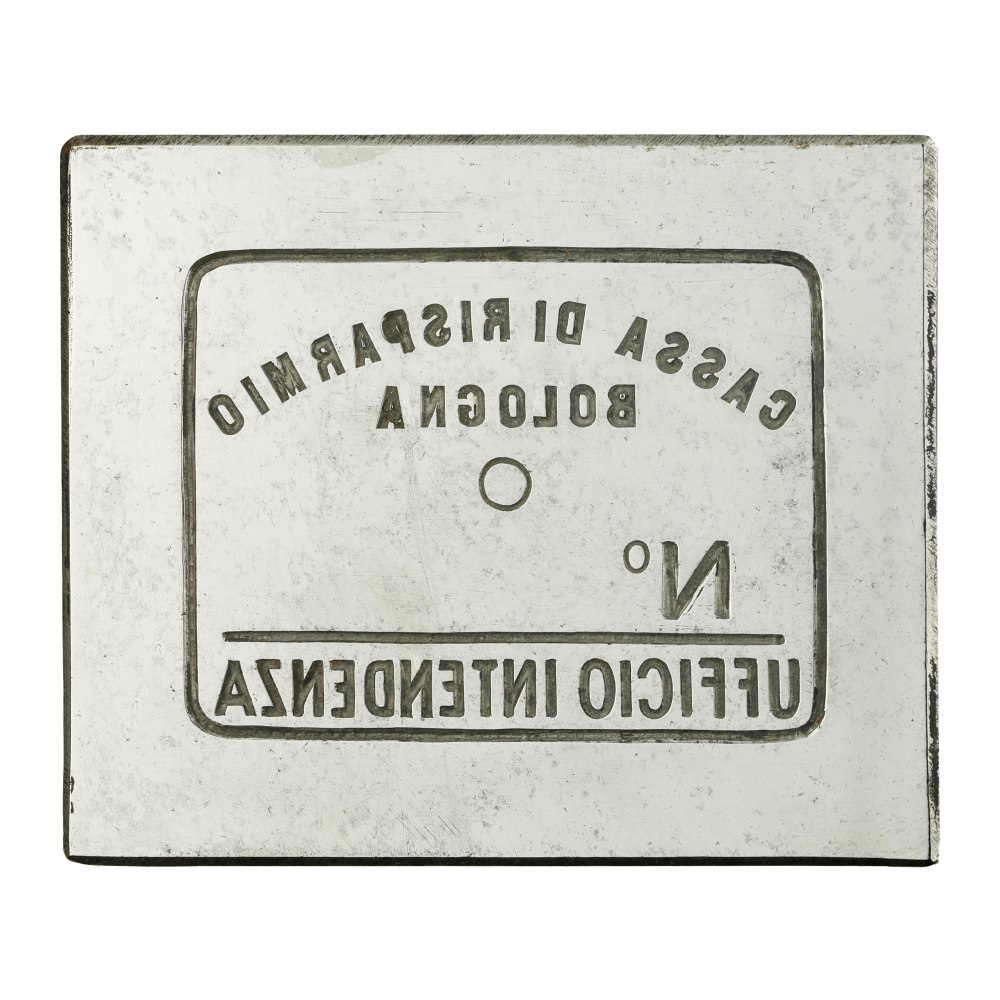 CASSA DI RISPARMIO
BOLOGNA
N°
UFFICIO INTENDENZA